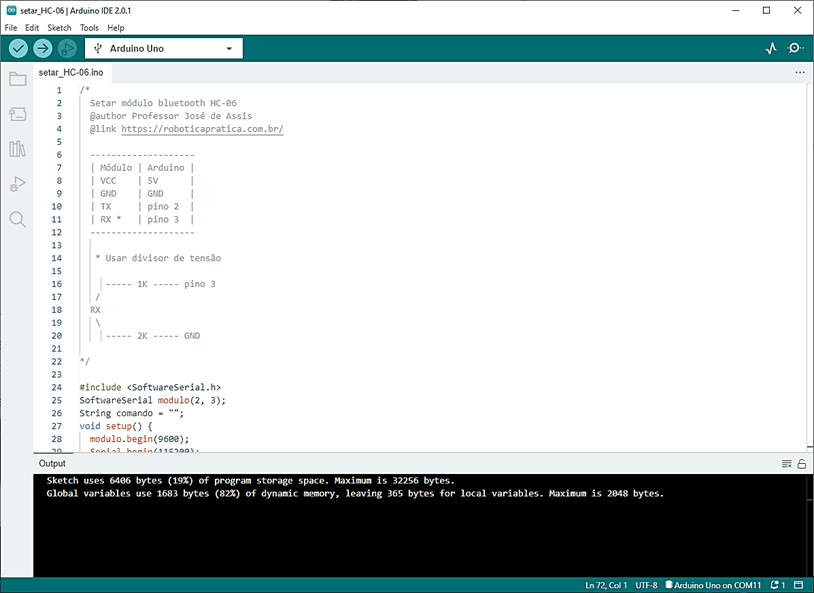 setar_HC-06 | Arduino IDE 2.0.1
File Edit Sketch Tools Help
Arduino Uno
setar_HC-06.ino
1 /*
2 Setar módulo bluetooth HC-06
3 @author Professor José de Assis
4 @link https://roboticapratica.com.br/
5
6 -------------------
7 | Módulo | Arduino |
8 | VCC | 5V |
9 | GND | GND |
10 | TX | pino 2 |
11 | RX * | pino 3 |
12 -------------------
13
14 * Usar divisor de tensão
15
16 |----- 1K ----- pino 3
17 /
18 RX
19 \
20 |----- 2K ----- GND
21
22 */
23
24 #include <SoftwareSerial.h>
25 SoftwareSerial modulo(2, 3);
26 String comando = "";
27 void setup() {
28 modulo.begin(9600);
29 Serial.begin(115200);
Output
Sketch uses 6406 bytes (19%) of program storage space. Maximum is 32256 bytes.
Global variables use 1683 bytes (82%) of dynamic memory, leaving 365 bytes for local variables. Maximum is 2048 bytes.
Ln 72, Col 1 UTF-8 Arduino Uno on COM11 1